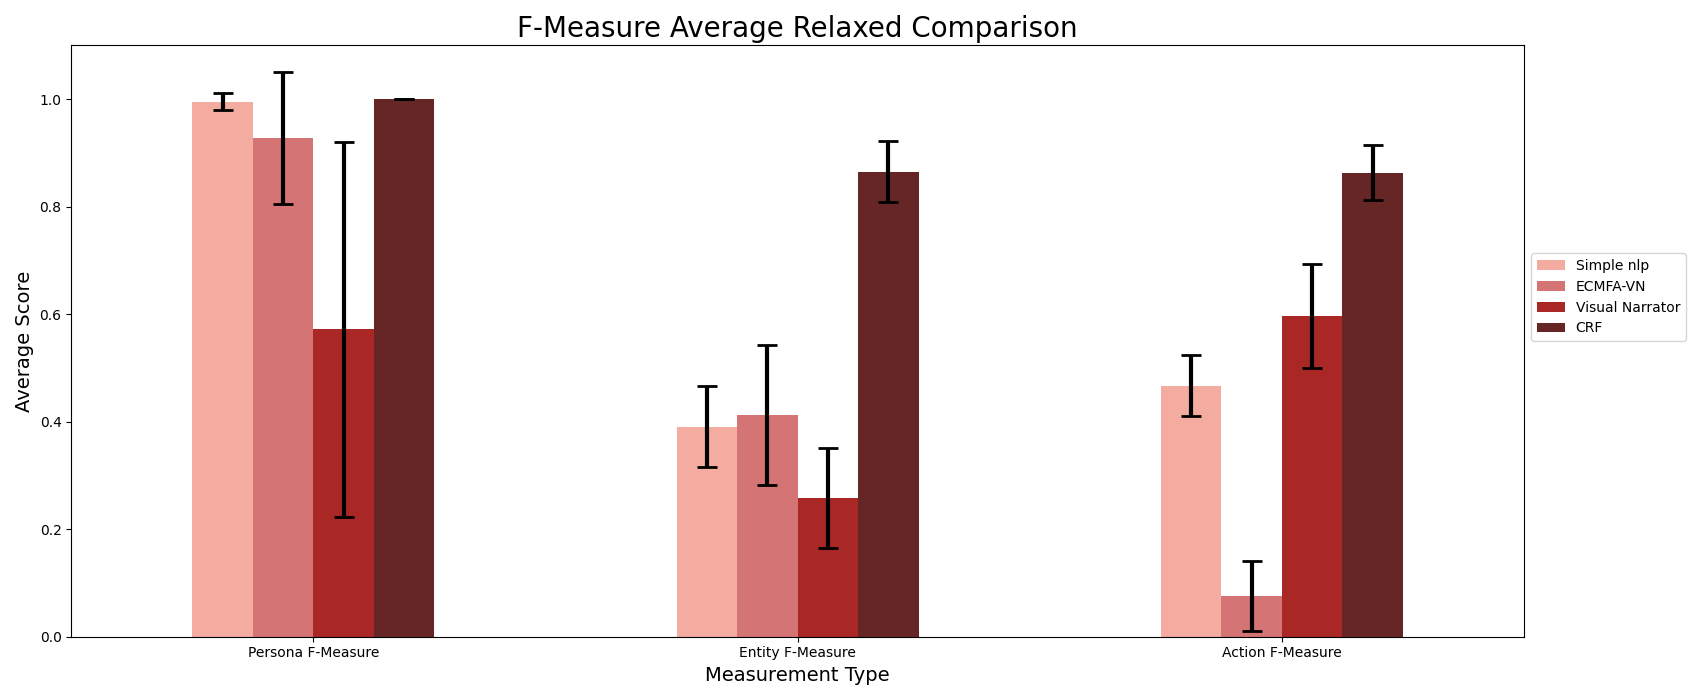 F-Measure Average Relaxed Comparison
Average Score
1.0
0.8
0.6
0.4
0.2
0.0
Persona F-Measure
Entity F-Measure
Action F-Measure
Measurement Type
Simple nlp
ECMFA-VN
Visual Narrator
CRF